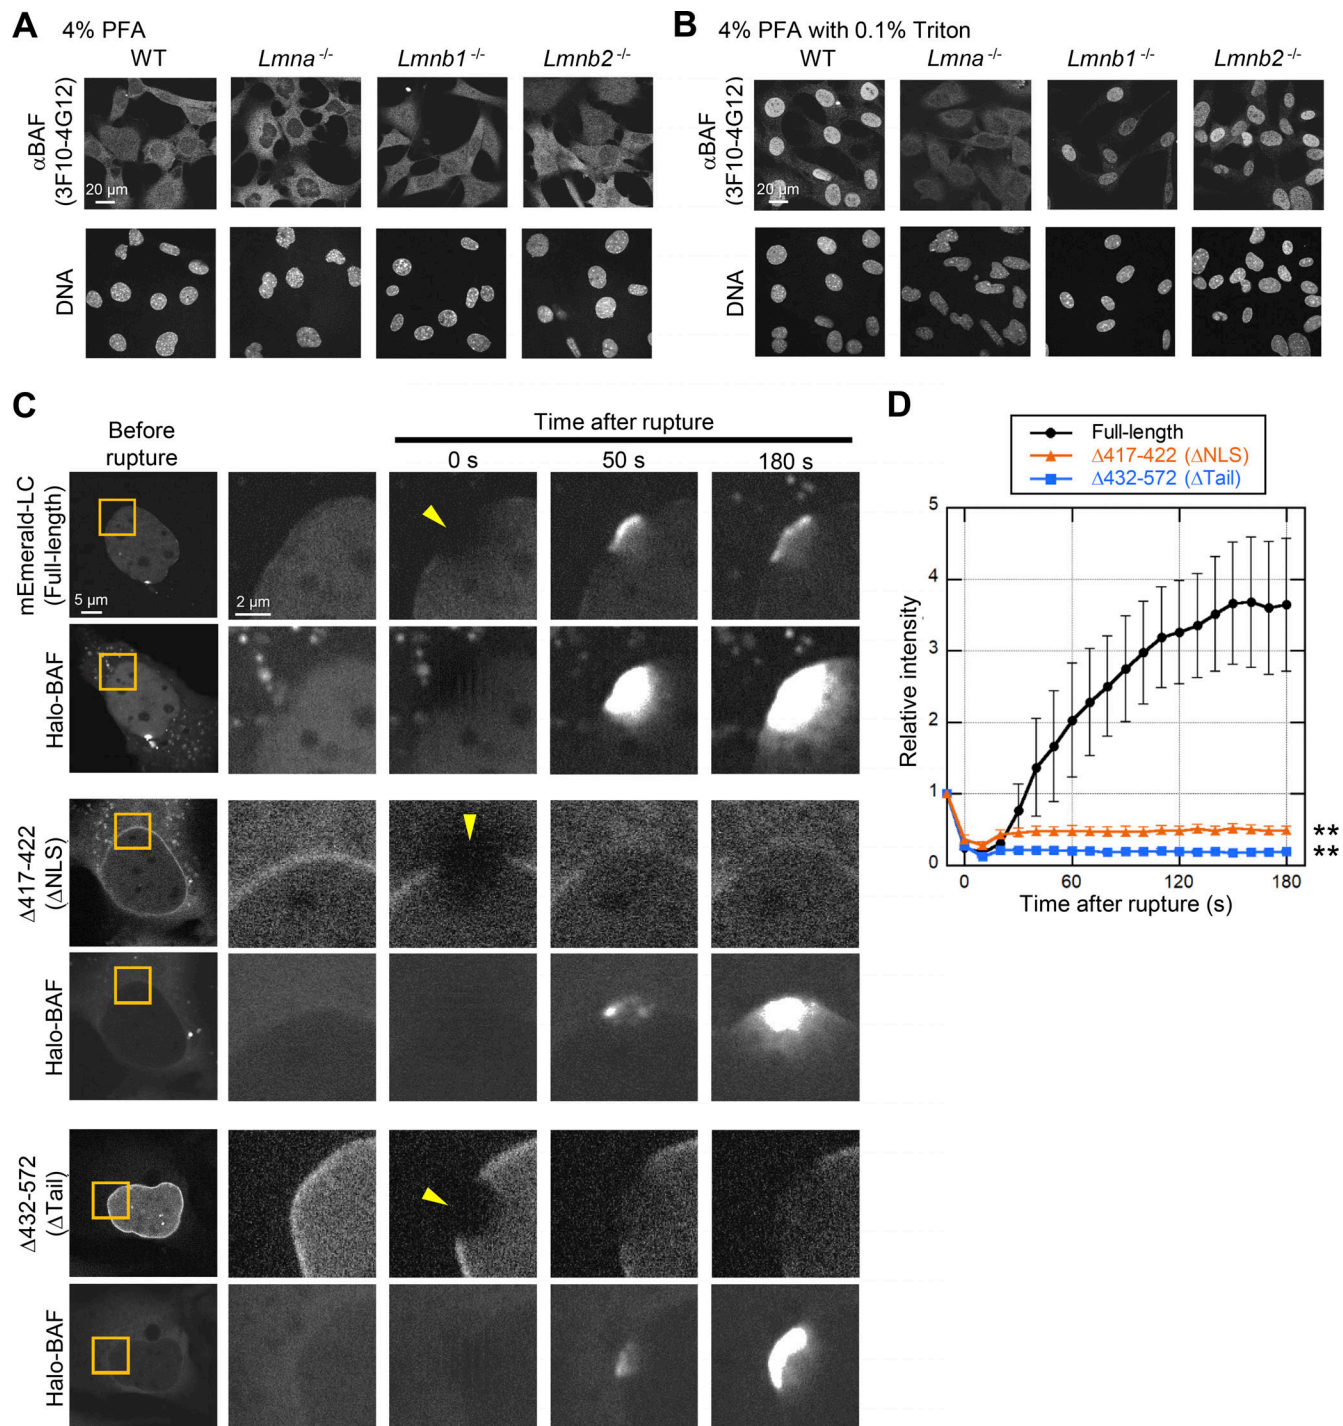 A 4% PFA
WT Lmna-/- Lmnb1-/- Lmnb2-/-
αBAF
(3F10-4G12)
20 µm
DNA
B 4% PFA with 0.1% Triton
WT Lmna-/- Lmnb1-/- Lmnb2-/-
αBAF
(3F10-4G12)
20 µm
DNA
C
Before
rupture
Time after rupture
0 s 50 s 180 s
mEmerald-LC
(Full-length)
5 µm
2 µm
Halo-BAF
Δ417-422
(ΔNLS)
Halo-BAF
Δ432-572
(ΔTail)
Halo-BAF
D
Full-length
Δ417-422 (ΔNLS)
Δ432-572 (ΔTail)
Relative intensity
5
4
3
2
1
0
**
**
0 60 120 180
Time after rupture (s)